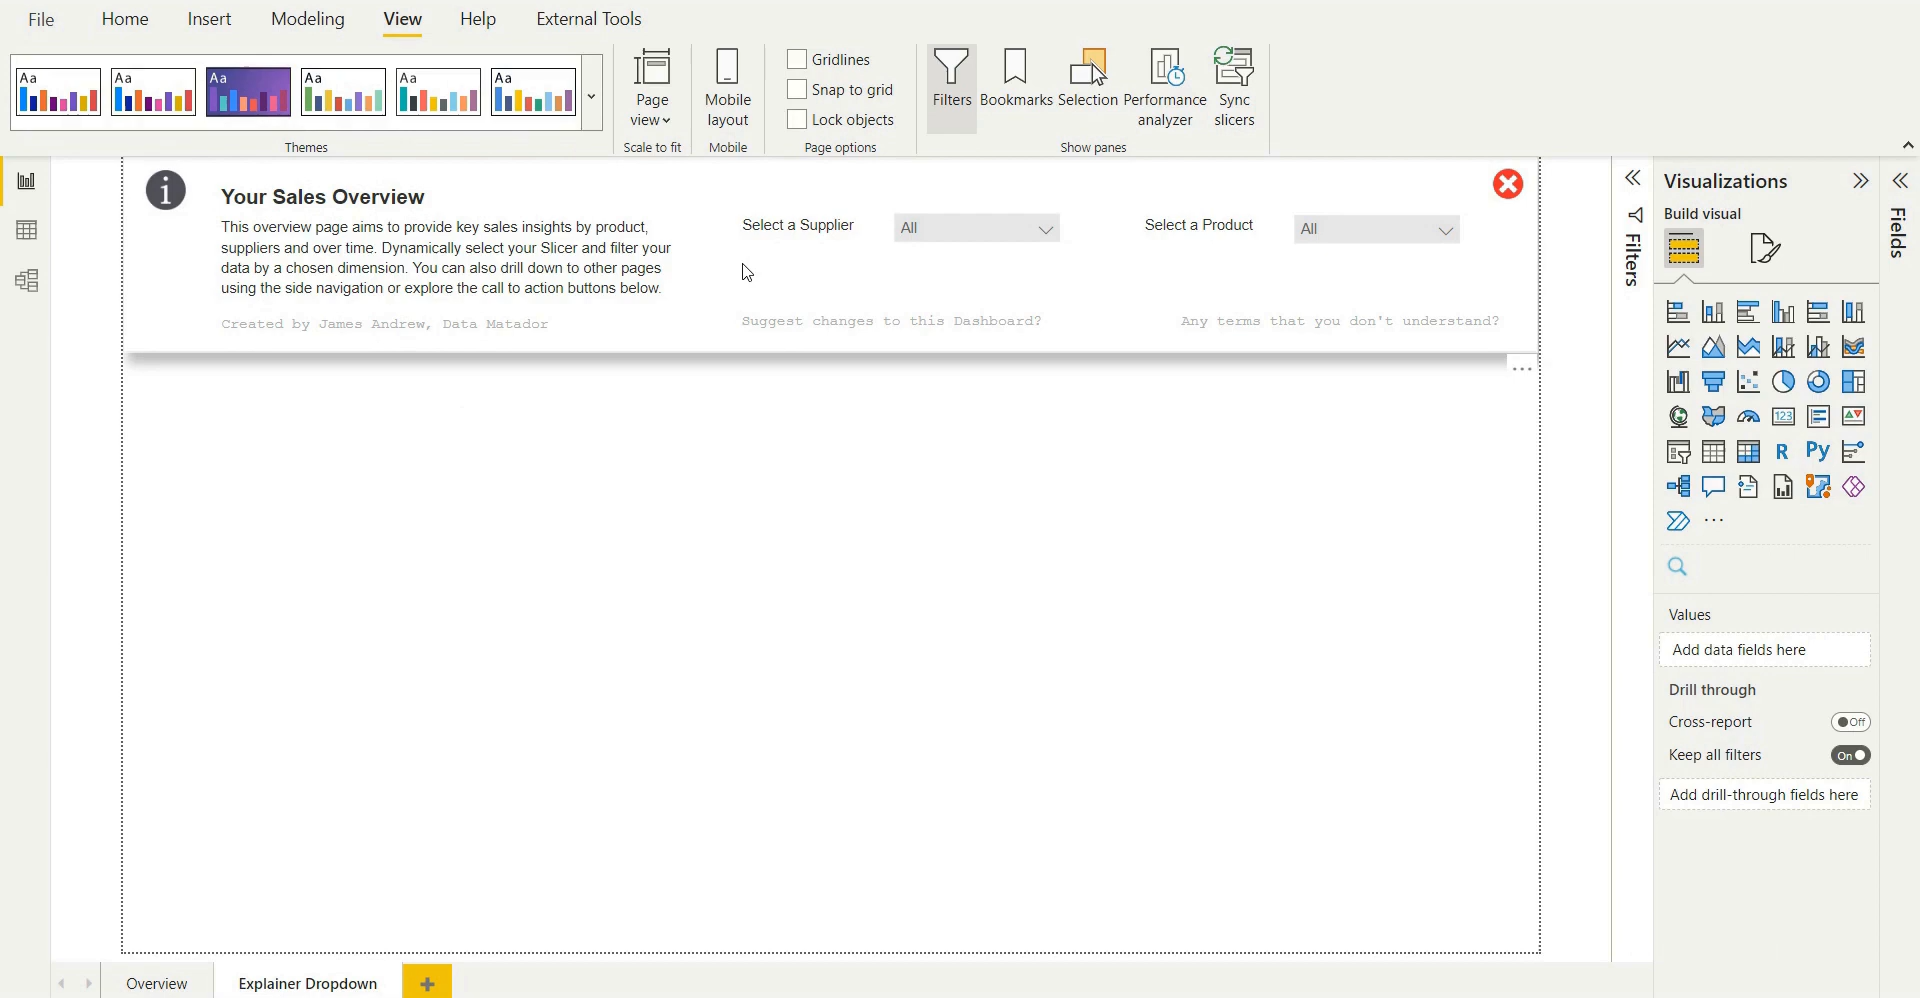 File Home Insert Modeling View Help External Tools
Aa Aa Aa Aa Aa Aa
Page view
Mobile layout
Gridlines
Snap to grid
Lock objects
Filters Bookmarks Selection Performance analyzer Sync slicers
Themes Scale to fit Mobile Page options Show panes
i
Your Sales Overview
This overview page aims to provide key sales insights by product,
suppliers and over time. Dynamically select your Slicer and filter your
data by a chosen dimension. You can also drill down to other pages
using the side navigation or explore the call to action buttons below.
Created by James Andrew, Data Matador
Select a Supplier All
Select a Product All
Suggest changes to this Dashboard?
Any terms that you don't understand?
Filters
Visualizations
Build visual
123
R Py
Values
Add data fields here
Drill through
Cross-report Off
Keep all filters On
Add drill-through fields here
Fields
Overview Explainer Dropdown +